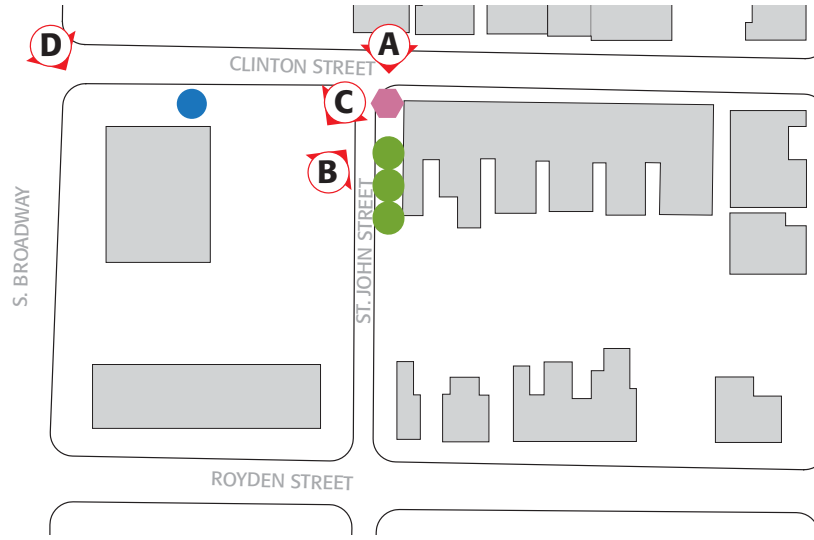 D
A
CLINTON STREET
C
B
S. BROADWAY
ST. JOHN STREET
ROYDEN STREET